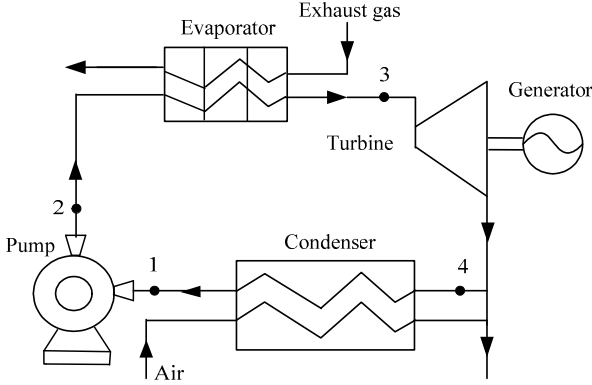 Exhaust gas
Evaporator
3
Generator
Turbine
2
Pump
Condenser
1
4
Air